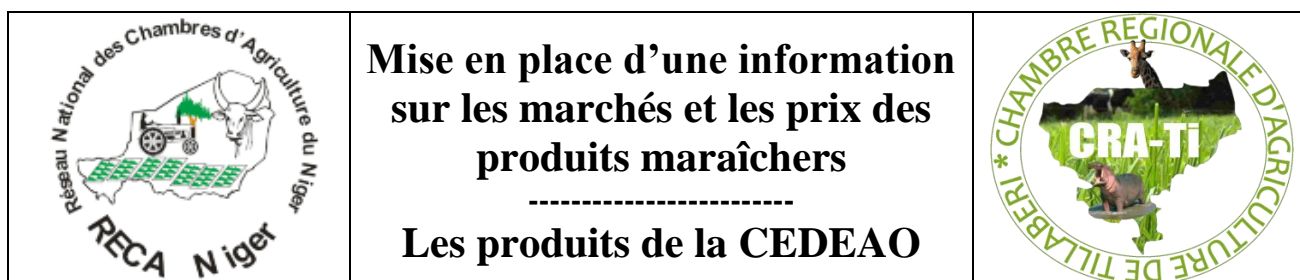 Réseau National des Chambres d'Agriculture du Niger
RECA Niger
Mise en place d'une information
sur les marchés et les prix des
produits maraîchers
-------------------------
Les produits de la CEDEAO
* CHAMBRE REGIONALE D'AGRICULTURE DE TILLABERI
CRA-Ti